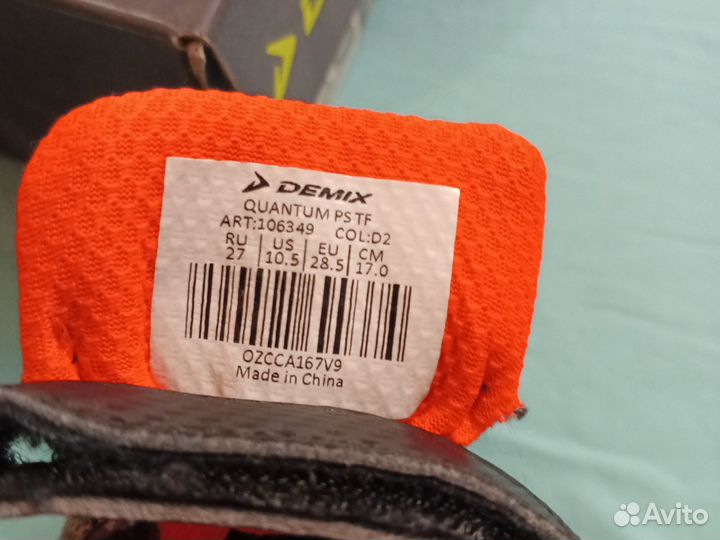 DEMIX
QUANTUM PS TF
ART:106349 COL:D2
RU US EU CM
27 10.5 28.5 17.0
OZCCA167V9
Made in China
Avito